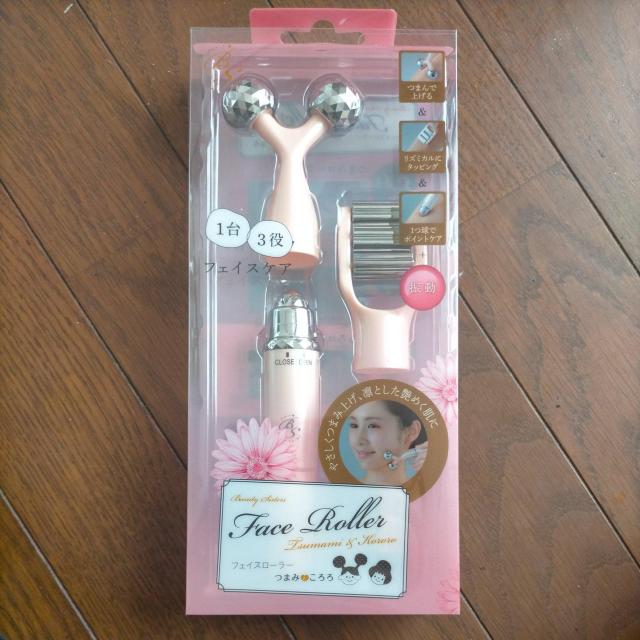 つまんで
上げる
&
リズミカルに
タッピング
&
1つ球で
ポイントケア
1台
3役
フェイスケア
振動
CLOSE OPEN
やさしくつまみ上げ、凛とした艶めく肌に
Beauty Sisters
Face Roller
Tsumami & Kororo
フェイスローラー
つまみ ころろ